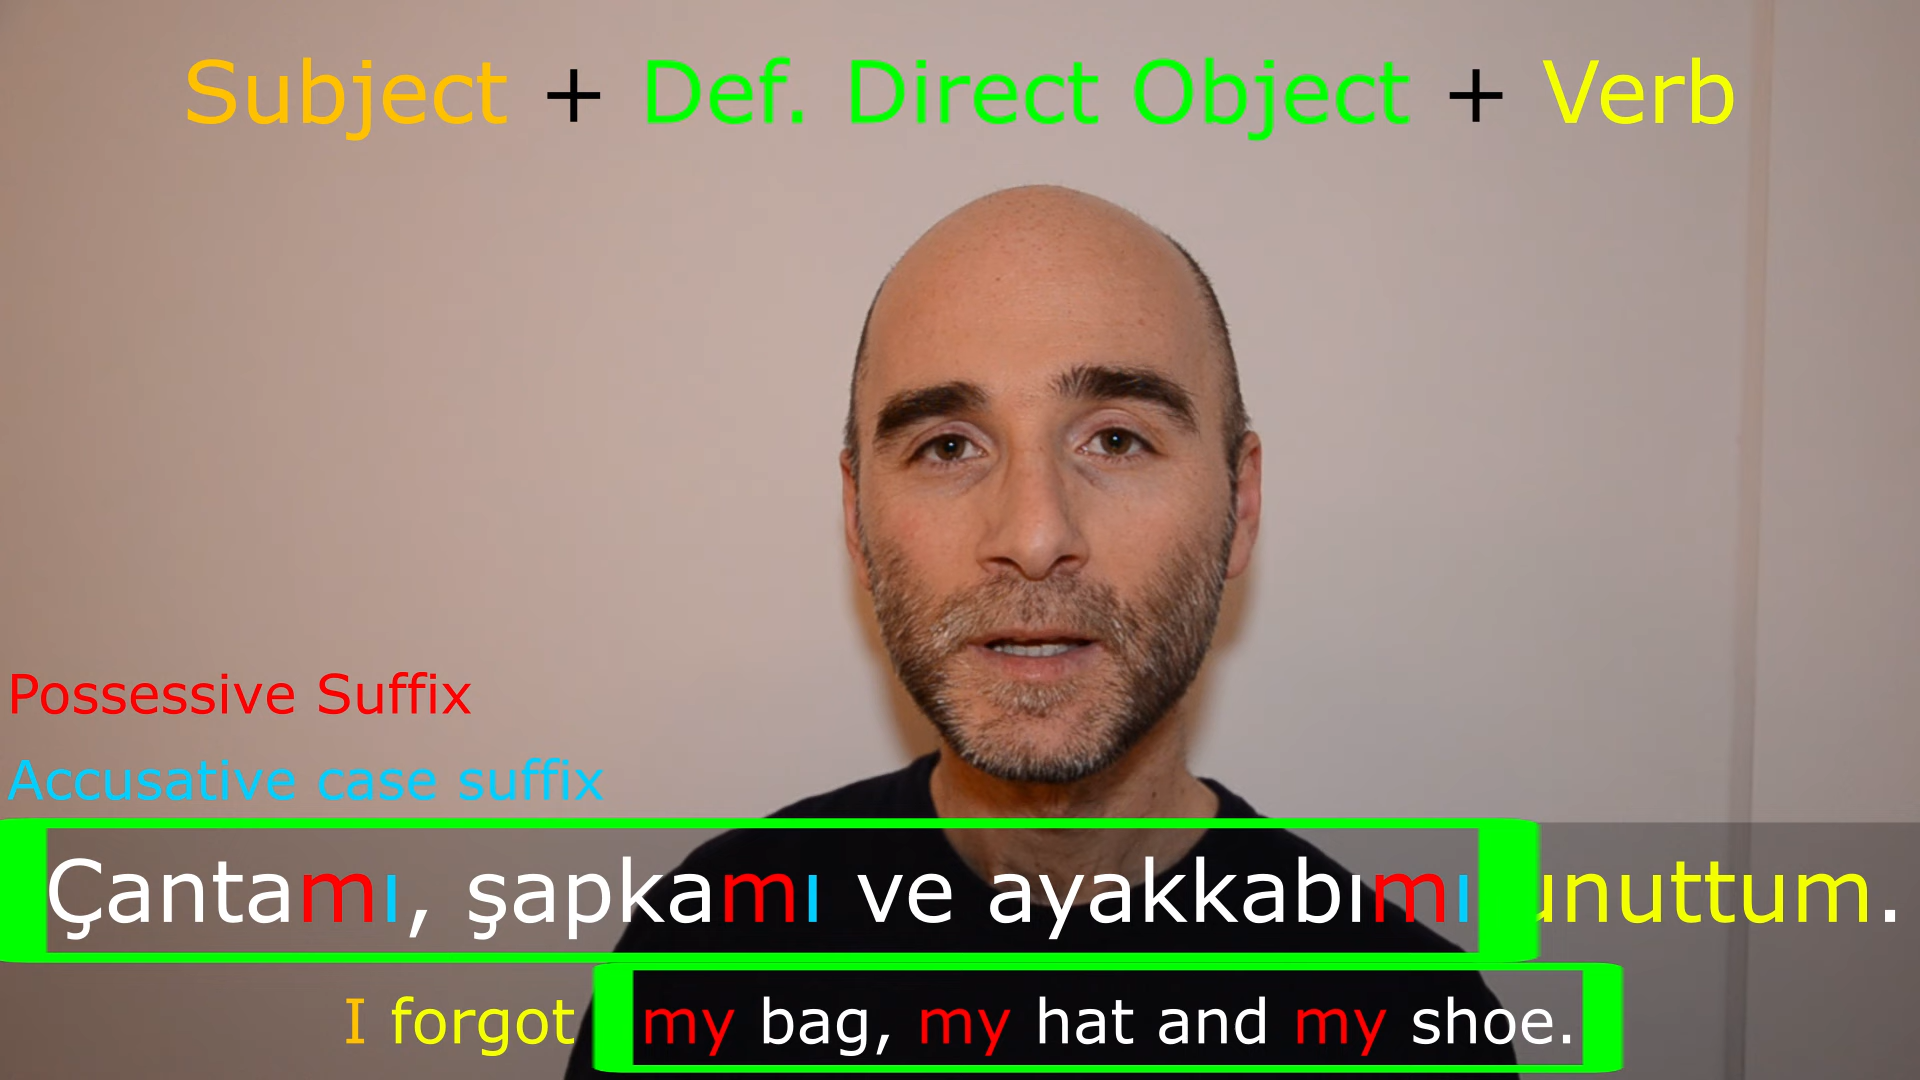 Subject + Def. Direct Object + Verb
Possessive Suffix
Accusative case suffix
Çantamı, şapkamı ve ayakkabımı unuttum.
I forgot my bag, my hat and my shoe.